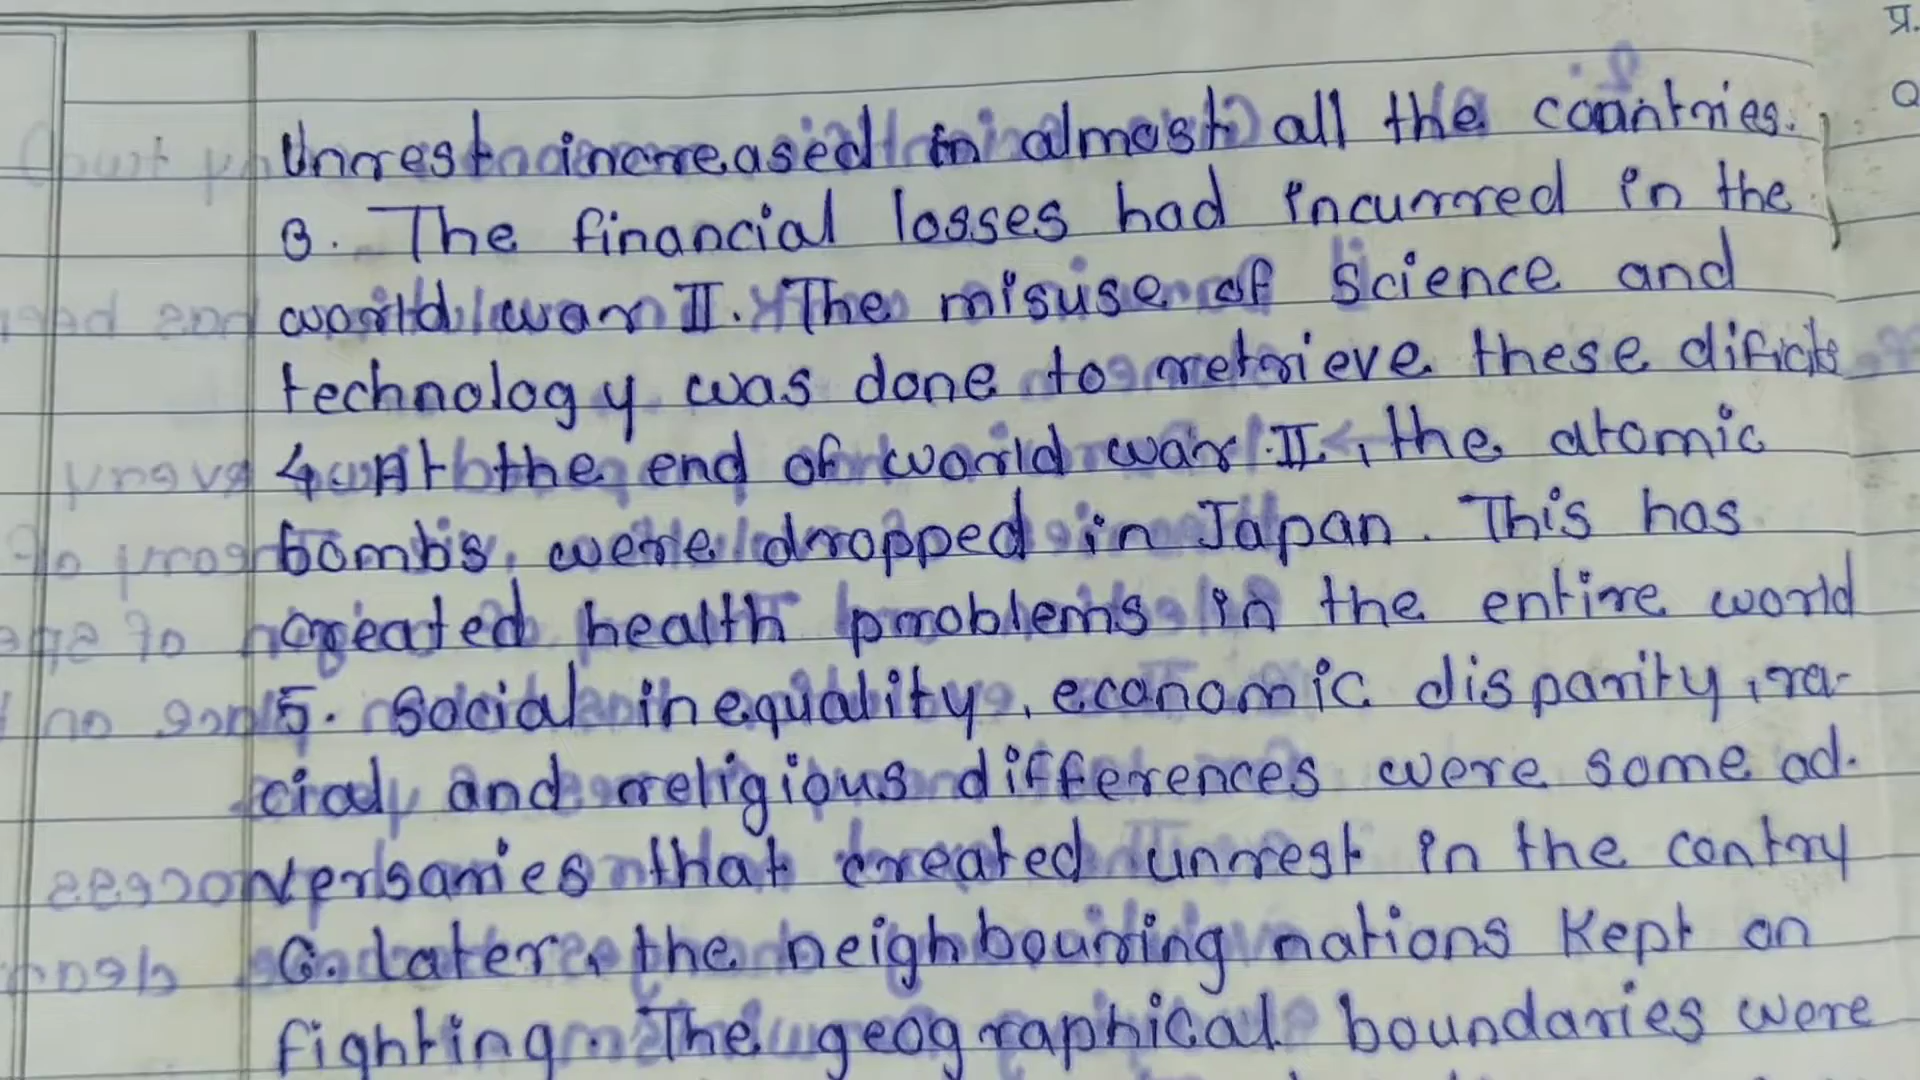 प्र.
Q
Unrest increased in almost all the countries.
3. The financial losses had incurred in the
world war II. The misuse of Science and
technology was done to retrieve these dificits
4. At the end of world war II, the atomic
bombs were dropped in Japan. This has
created health problems in the entire world
5. Social inequality, economic disparity, ra-
cial and religious differences were some ad-
versaries that created unrest in the contry
6. Later, the neighbouring nations kept on
fighting. The geographical boundaries were